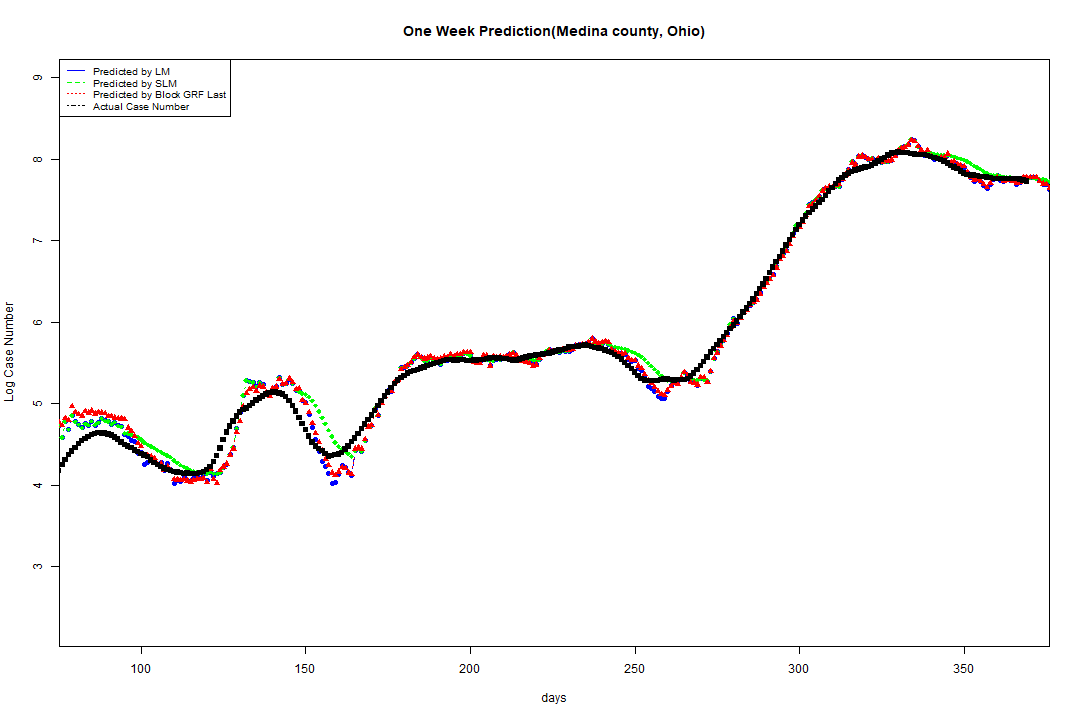 One Week Prediction(Medina county, Ohio)
Predicted by LM
Predicted by SLM
Predicted by Block GRF Last
Actual Case Number
9
8
7
6
5
4
3
Log Case Number
100 150 200 250 300 350
days